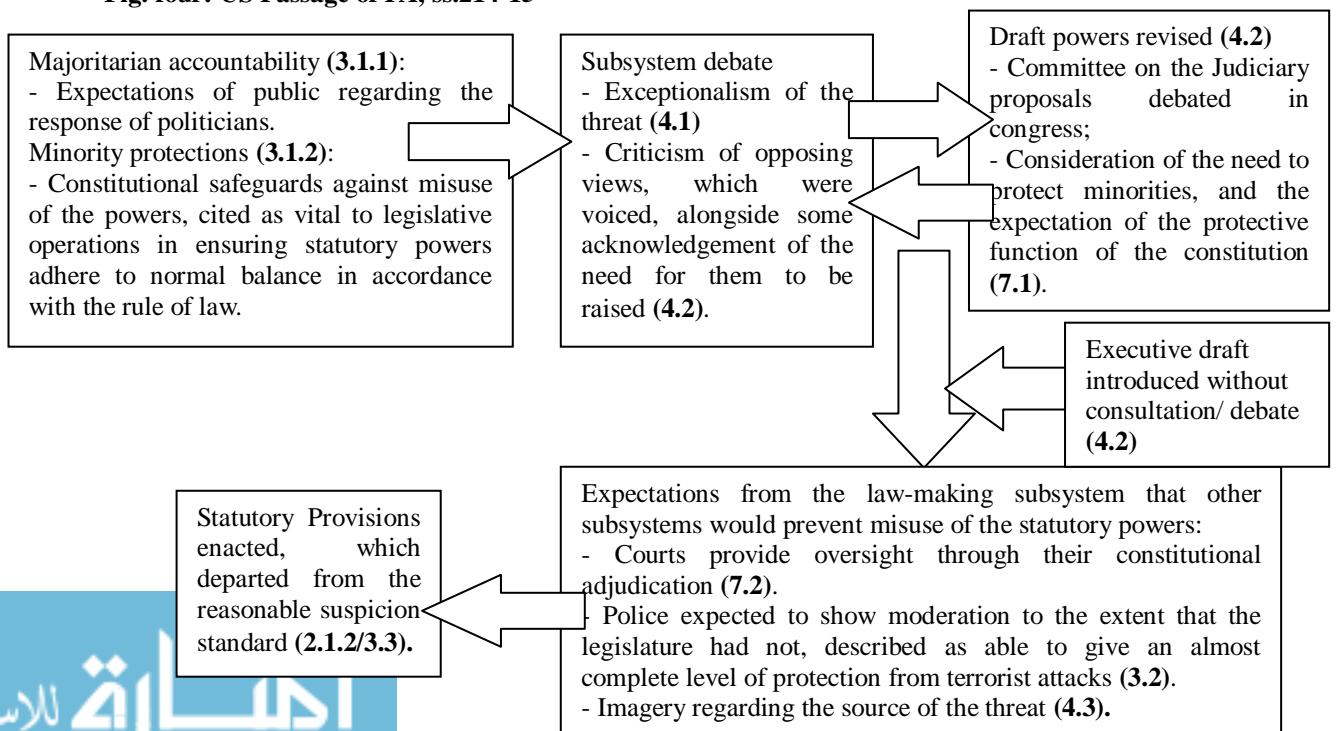 Majoritarian accountability (3.1.1):
- Expectations of public regarding the
response of politicians.
Minority protections (3.1.2):
- Constitutional safeguards against misuse
of the powers, cited as vital to legislative
operations in ensuring statutory powers
adhere to normal balance in accordance
with the rule of law.
Subsystem debate
- Exceptionalism of the
threat (4.1)
- Criticism of opposing
views, which were
voiced, alongside some
acknowledgement of the
need for them to be
raised (4.2).
Draft powers revised (4.2)
- Committee on the Judiciary
proposals debated in
congress;
- Consideration of the need to
protect minorities, and the
expectation of the protective
function of the constitution
(7.1).
Executive draft
introduced without
consultation/ debate
(4.2)
Expectations from the law-making subsystem that other
subsystems would prevent misuse of the statutory powers:
- Courts provide oversight through their constitutional
adjudication (7.2).
- Police expected to show moderation to the extent that the
legislature had not, described as able to give an almost
complete level of protection from terrorist attacks (3.2).
- Imagery regarding the source of the threat (4.3).
Statutory Provisions
enacted, which
departed from the
reasonable suspicion
standard (2.1.2/3.3).